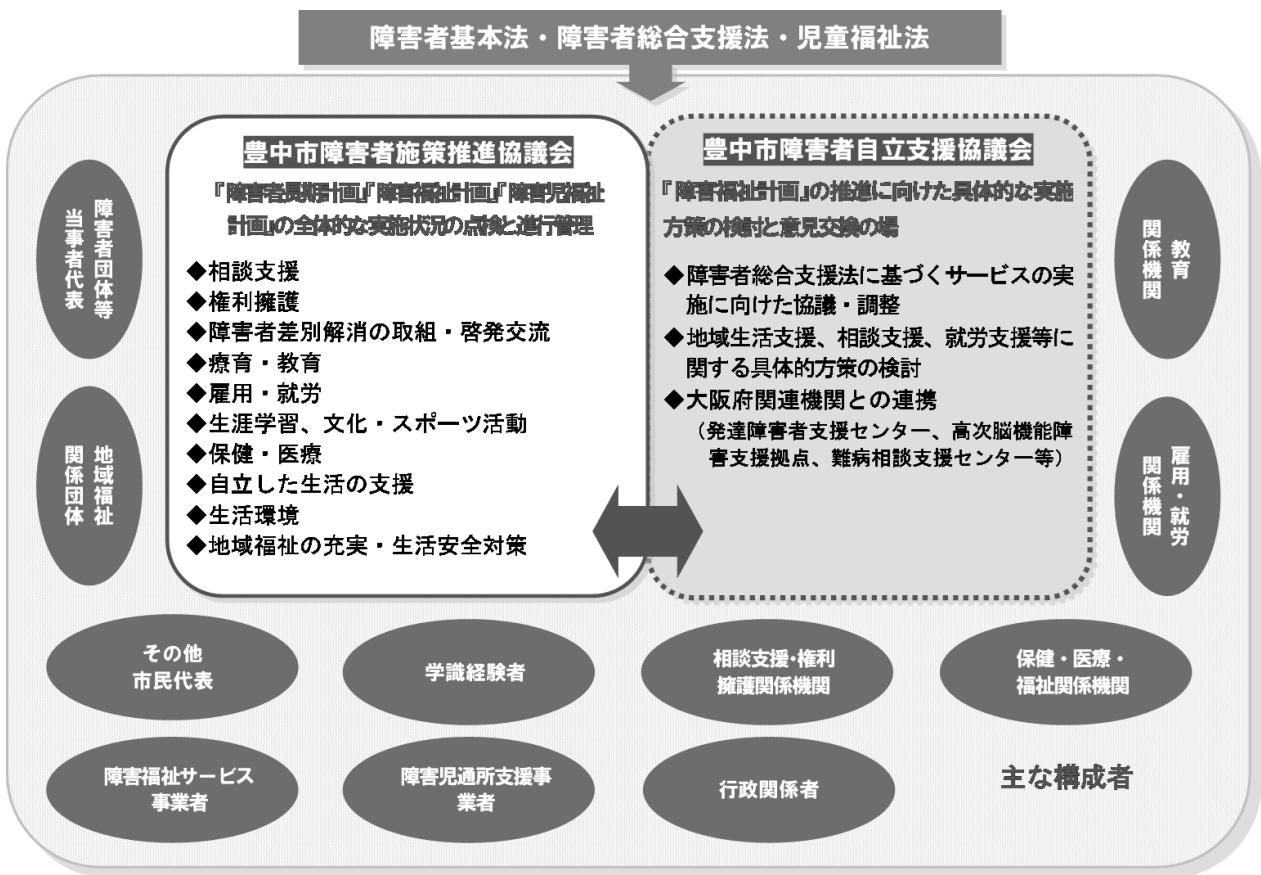 障害者基本法・障害者総合支援法・児童福祉法
豊中市障害者施策推進協議会
『障害者長期計画』『障害福祉計画』『障害児福祉
計画』の全体的な実施状況の点検と進行管理
◆相談支援
◆権利擁護
◆障害者差別解消の取組・啓発交流
◆療育・教育
◆雇用・就労
◆生涯学習、文化・スポーツ活動
◆保健・医療
◆自立した生活の支援
◆生活環境
◆地域福祉の充実・生活安全対策
豊中市障害者自立支援協議会
『障害福祉計画』の推進に向けた具体的な実施
方策の検討と意見交換の場
◆障害者総合支援法に基づくサービスの実
施に向けた協議・調整
◆地域生活支援、相談支援、就労支援等に
関する具体的方策の検討
◆大阪府関連機関との連携
（発達障害者支援センター、高次脳機能障
害支援拠点、難病相談支援センター等）
障害者団体等
当事者代表
地域福祉
関係団体
教育
関係機関
雇用・就労
関係機関
その他
市民代表
学識経験者
相談支援・権利
擁護関係機関
保健・医療・
福祉関係機関
障害福祉サービス
事業者
障害児通所支援事
業者
行政関係者
主な構成者